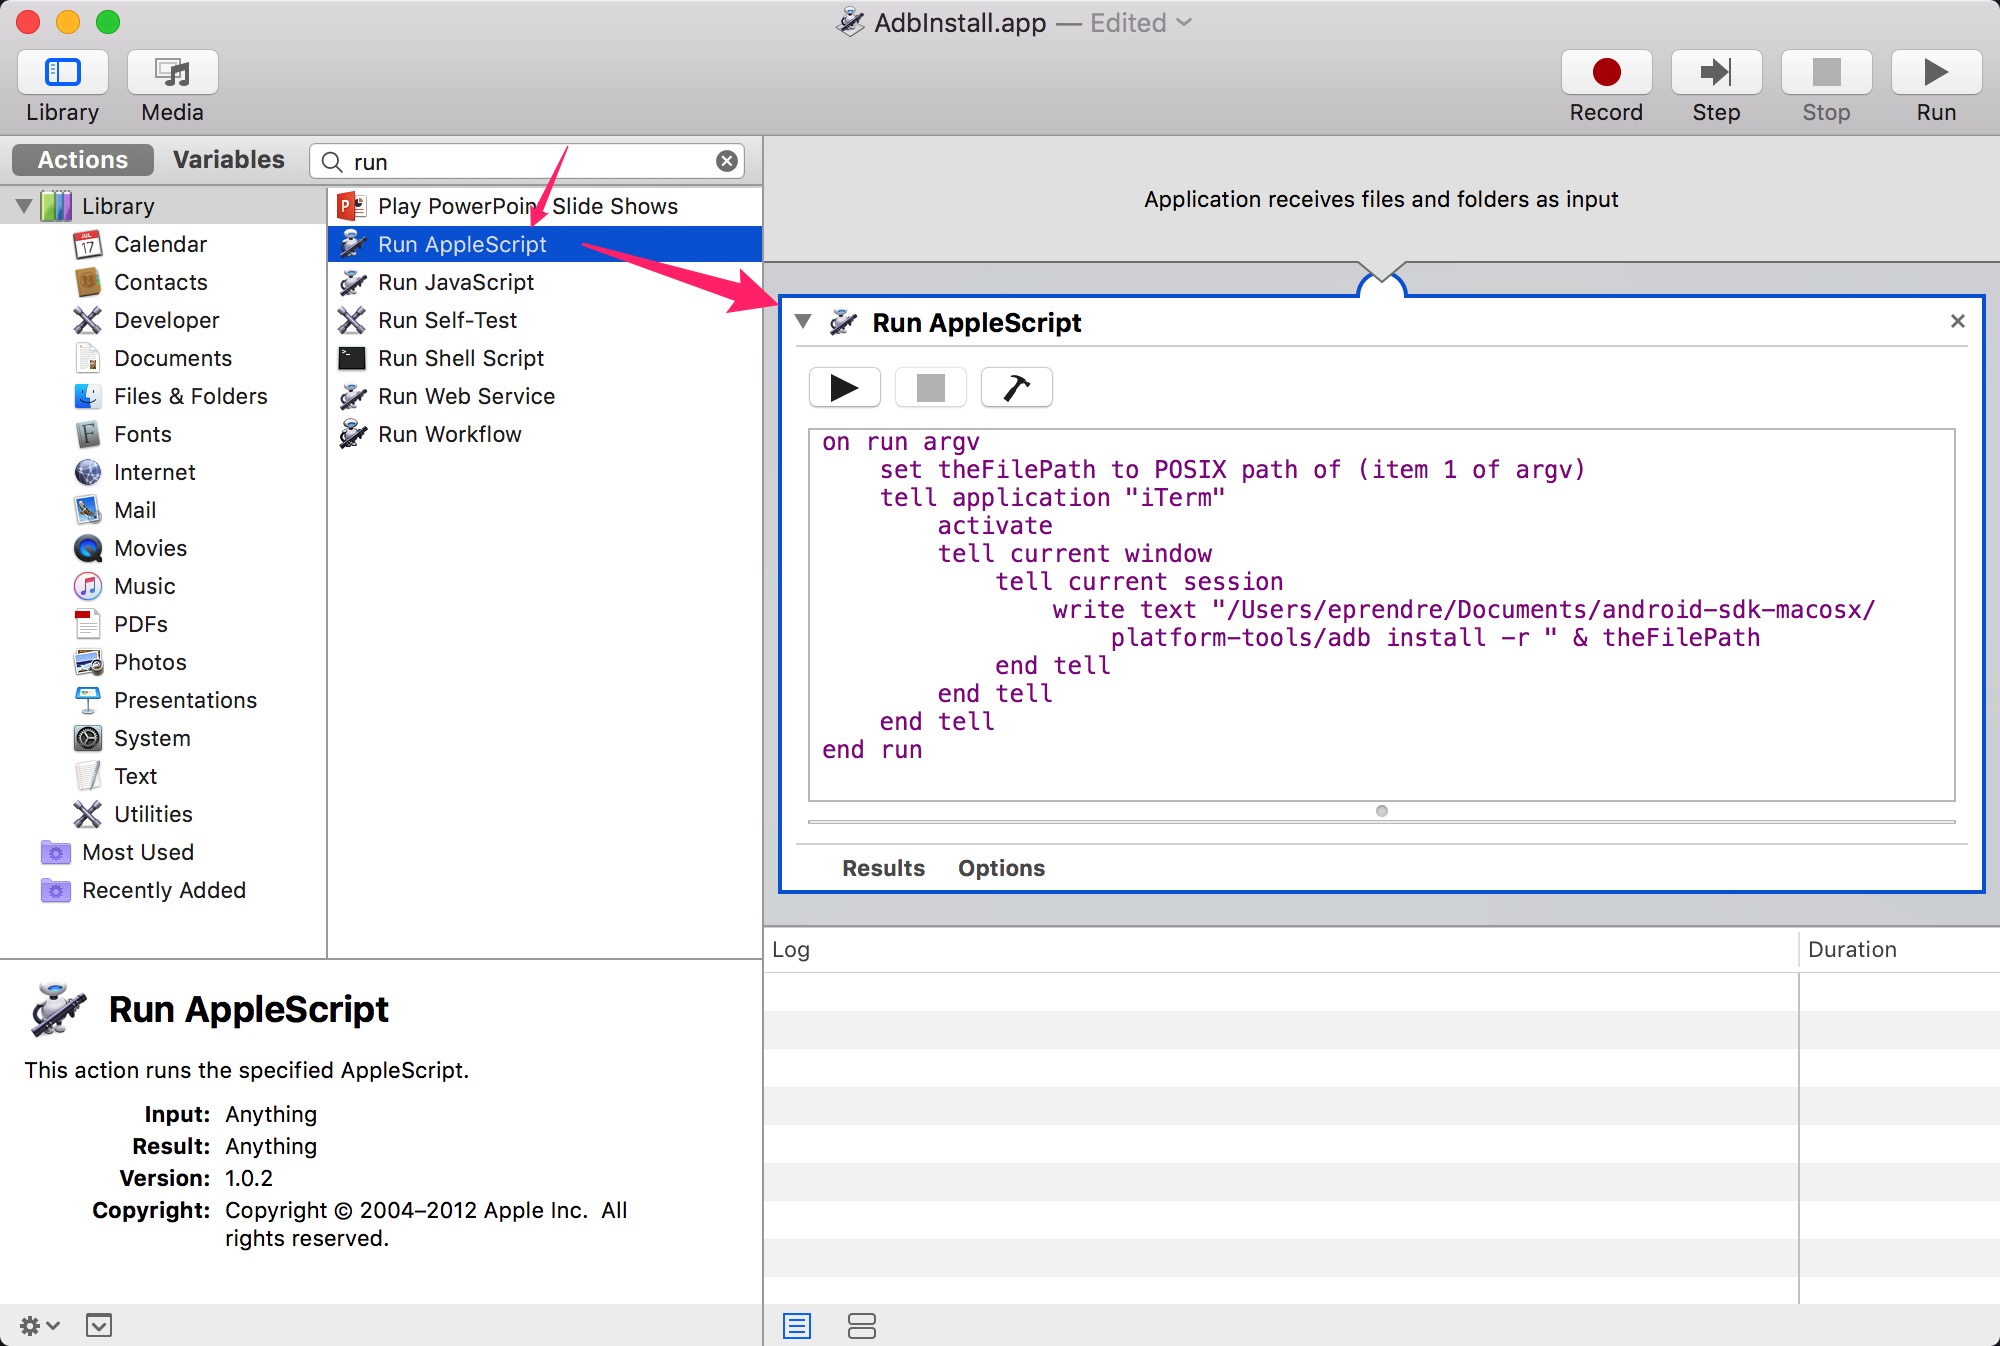 AdbInstall.app — Edited
Library
Media
Record
Step
Stop
Run
Actions
Variables
run
Library
Calendar
Contacts
Developer
Documents
Files & Folders
Fonts
Internet
Mail
Movies
Music
PDFs
Photos
Presentations
System
Text
Utilities
Most Used
Recently Added
Play PowerPoin Slide Shows
Run AppleScript
Run JavaScript
Run Self-Test
Run Shell Script
Run Web Service
Run Workflow
Application receives files and folders as input
Run AppleScript
on run argv
set theFilePath to POSIX path of (item 1 of argv)
tell application "iTerm"
activate
tell current window
tell current session
write text "/Users/eprendre/Documents/android-sdk-macosx/
platform-tools/adb install -r " & theFilePath
end tell
end tell
end tell
end run
Results
Options
Log
Duration
Run AppleScript
This action runs the specified AppleScript.
Input: Anything
Result: Anything
Version: 1.0.2
Copyright: Copyright © 2004–2012 Apple Inc. All
rights reserved.